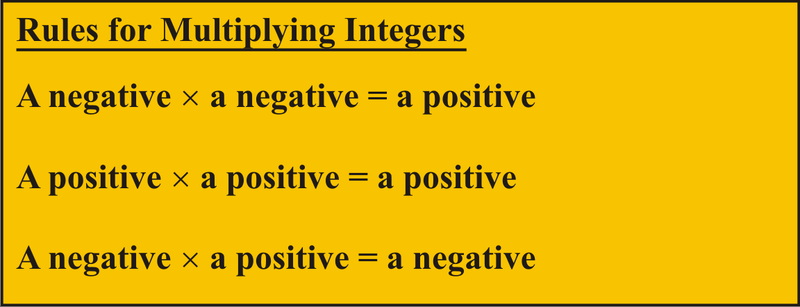 Rules for Multiplying Integers
A negative × a negative = a positive
A positive × a positive = a positive
A negative × a positive = a negative